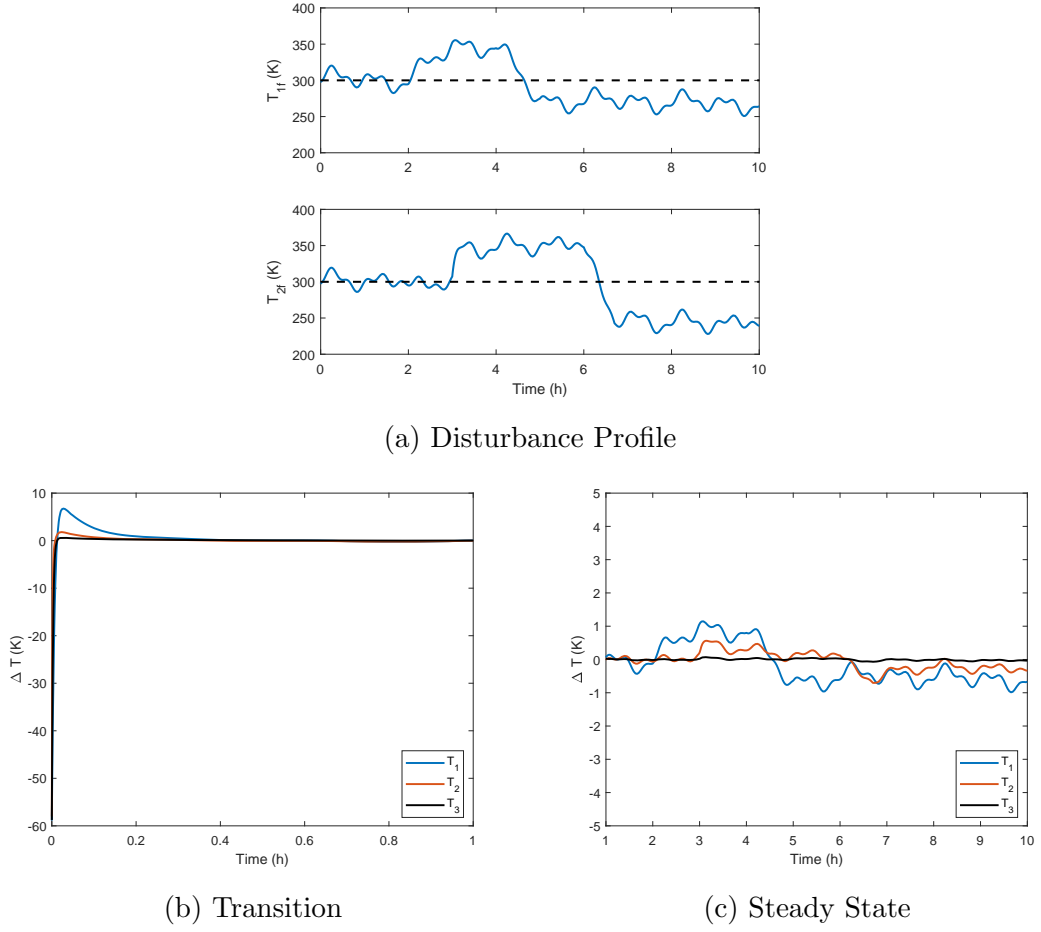 400
350
300
250
200
T1f (K)
0 2 4 6 8 10
400
350
300
250
200
T2f (K)
0 2 4 6 8 10
Time (h)
(a) Disturbance Profile
10
0
-10
-20
-30
-40
-50
-60
Δ T (K)
T1
T2
T3
0 0.2 0.4 0.6 0.8 1
Time (h)
(b) Transition
5
4
3
2
1
0
-1
-2
-3
-4
-5
Δ T (K)
T1
T2
T3
1 2 3 4 5 6 7 8 9 10
Time (h)
(c) Steady State